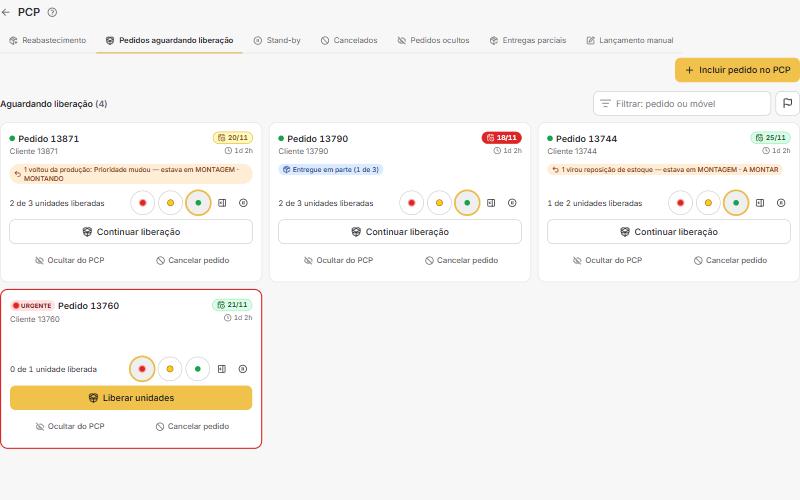 PCP
Reabastecimento
Pedidos aguardando liberação
Stand-by
Cancelados
Pedidos ocultos
Entregas parciais
Lançamento manual
Incluir pedido no PCP
Aguardando liberação (4)
Filtrar: pedido ou móvel
Pedido 13871
20/11
Cliente 13871
1d 2h
1 voltou da produção: Prioridade mudou — estava em MONTAGEM ·
MONTANDO
2 de 3 unidades liberadas
Continuar liberação
Ocultar do PCP
Cancelar pedido
Pedido 13790
18/11
Cliente 13790
1d 2h
Entregue em parte (1 de 3)
2 de 3 unidades liberadas
Continuar liberação
Ocultar do PCP
Cancelar pedido
Pedido 13744
25/11
Cliente 13744
1d 2h
1 virou reposição de estoque — estava em MONTAGEM · A MONTAR
1 de 2 unidades liberadas
Continuar liberação
Ocultar do PCP
Cancelar pedido
URGENTE
Pedido 13760
21/11
Cliente 13760
1d 2h
0 de 1 unidade liberada
Liberar unidades
Ocultar do PCP
Cancelar pedido